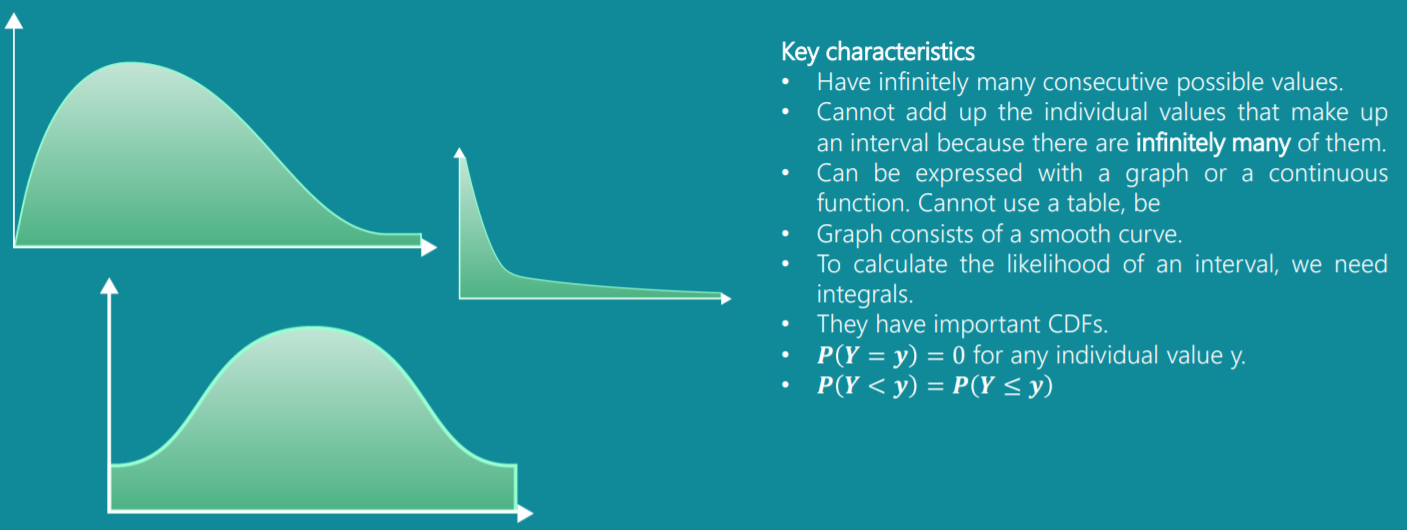 Key characteristics
• Have infinitely many consecutive possible values.
• Cannot add up the individual values that make up
an interval because there are infinitely many of them.
• Can be expressed with a graph or a continuous
function. Cannot use a table, be
• Graph consists of a smooth curve.
• To calculate the likelihood of an interval, we need
integrals.
• They have important CDFs.
• P(Y = y) = 0 for any individual value y.
• P(Y < y) = P(Y ≤ y)